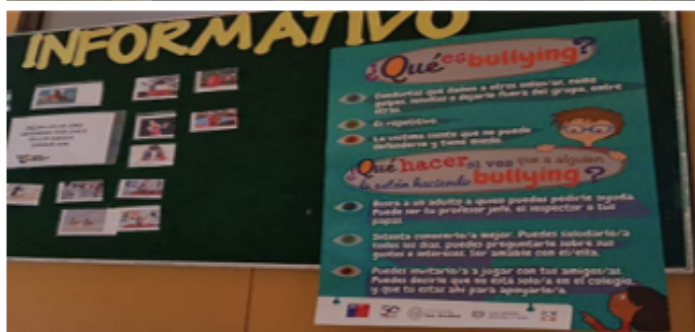 INFORMATIVO
¿Qué es bullying?
Conductas que dañan a otros niños/as, como
golpes, insultos o dejarte fuera del grupo, entre
otras.
Es repetitivo
La víctima siente que no puede
defenderse y tiene miedo.
¿Qué hacer si veo que a alguien
le están haciendo bullying?
Busca a un adulto a quien puedas pedirle ayuda.
Puede ser tu profesor jefe, el inspector o tus
papás.
Intenta conocerlo/a mejor. Puedes saludarlo/a
todos los días, puedes preguntarle sobre sus
gustos e intereses. Ser amable con él/ella.
Puedes invitarlo/a a jugar con tus amigos/as.
Puedes decirle que no está solo/a en el colegio,
y que tú estás ahí para apoyarlo/a